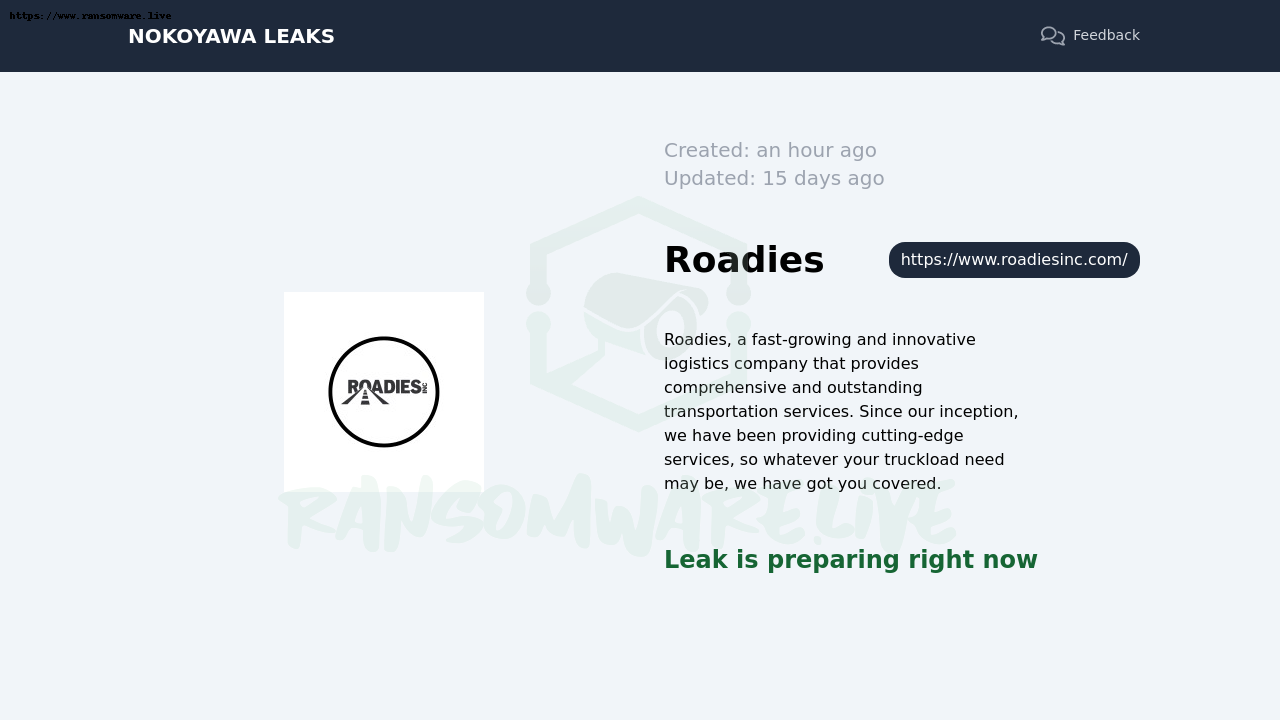 https://www.ransomware.live
NOKOYAWA LEAKS
Feedback
Created: an hour ago
Updated: 15 days ago
Roadies
https://www.roadiesinc.com/
ROADIES INC
Roadies, a fast-growing and innovative
logistics company that provides
comprehensive and outstanding
transportation services. Since our inception,
we have been providing cutting-edge
services, so whatever your truckload need
may be, we have got you covered.
RANSOMWARE.LIVE
Leak is preparing right now